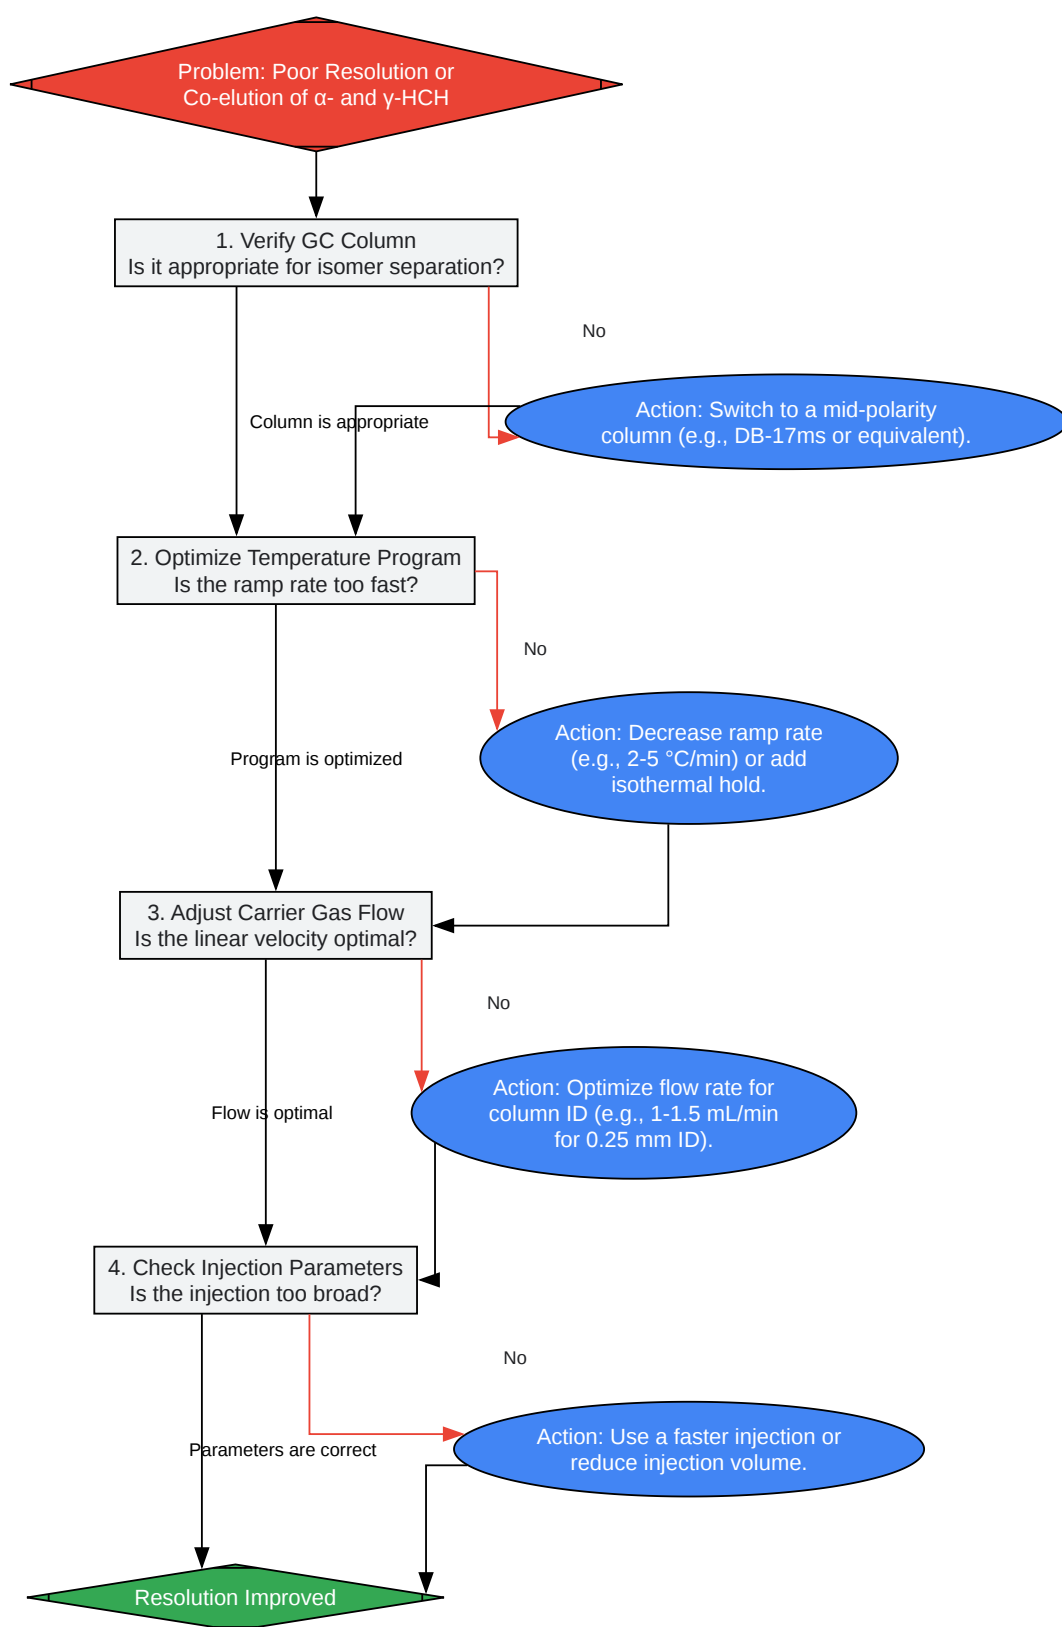 Problem: Poor Resolution or
Co-elution of α- and γ-HCH
1. Verify GC Column
Is it appropriate for isomer separation?
No
Column is appropriate
Action: Switch to a mid-polarity
column (e.g., DB-17ms or equivalent).
2. Optimize Temperature Program
Is the ramp rate too fast?
No
Program is optimized
Action: Decrease ramp rate
(e.g., 2-5 °C/min) or add
isothermal hold.
3. Adjust Carrier Gas Flow
Is the linear velocity optimal?
No
Flow is optimal
Action: Optimize flow rate for
column ID (e.g., 1-1.5 mL/min
for 0.25 mm ID).
4. Check Injection Parameters
Is the injection too broad?
No
Parameters are correct
Action: Use a faster injection or
reduce injection volume.
Resolution Improved